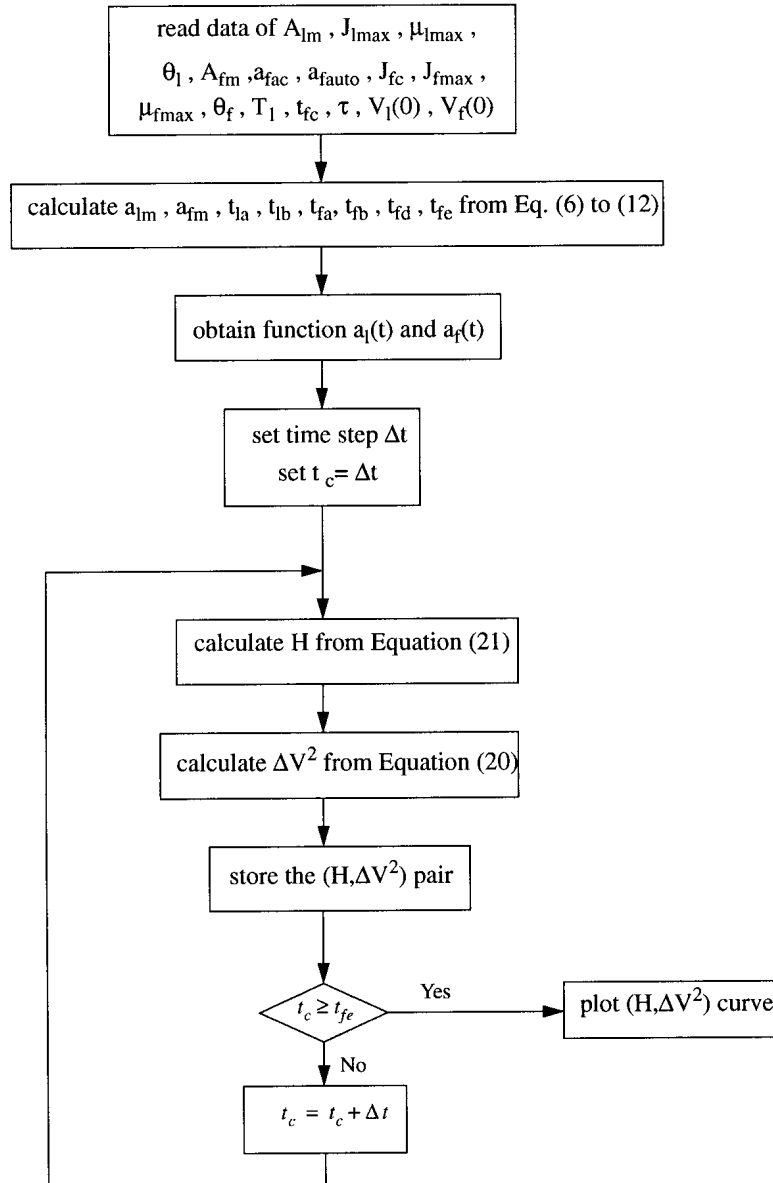 read data of A_lm , J_lmax , μ_lmax ,
θ_l , A_fm ,a_fac , a_fauto , J_fc , J_fmax ,
μ_fmax , θ_f , T_1 , t_fc , τ , V_l(0) , V_f(0)
calculate a_lm , a_fm , t_la , t_lb , t_fa, t_fb , t_fd , t_fe from Eq. (6) to (12)
obtain function a_l(t) and a_f(t)
set time step Δt
set t_c= Δt
calculate H from Equation (21)
calculate ΔV² from Equation (20)
store the (H,ΔV²) pair
t_c ≥ t_fe
Yes
plot (H,ΔV²) curve
No
t_c = t_c + Δt